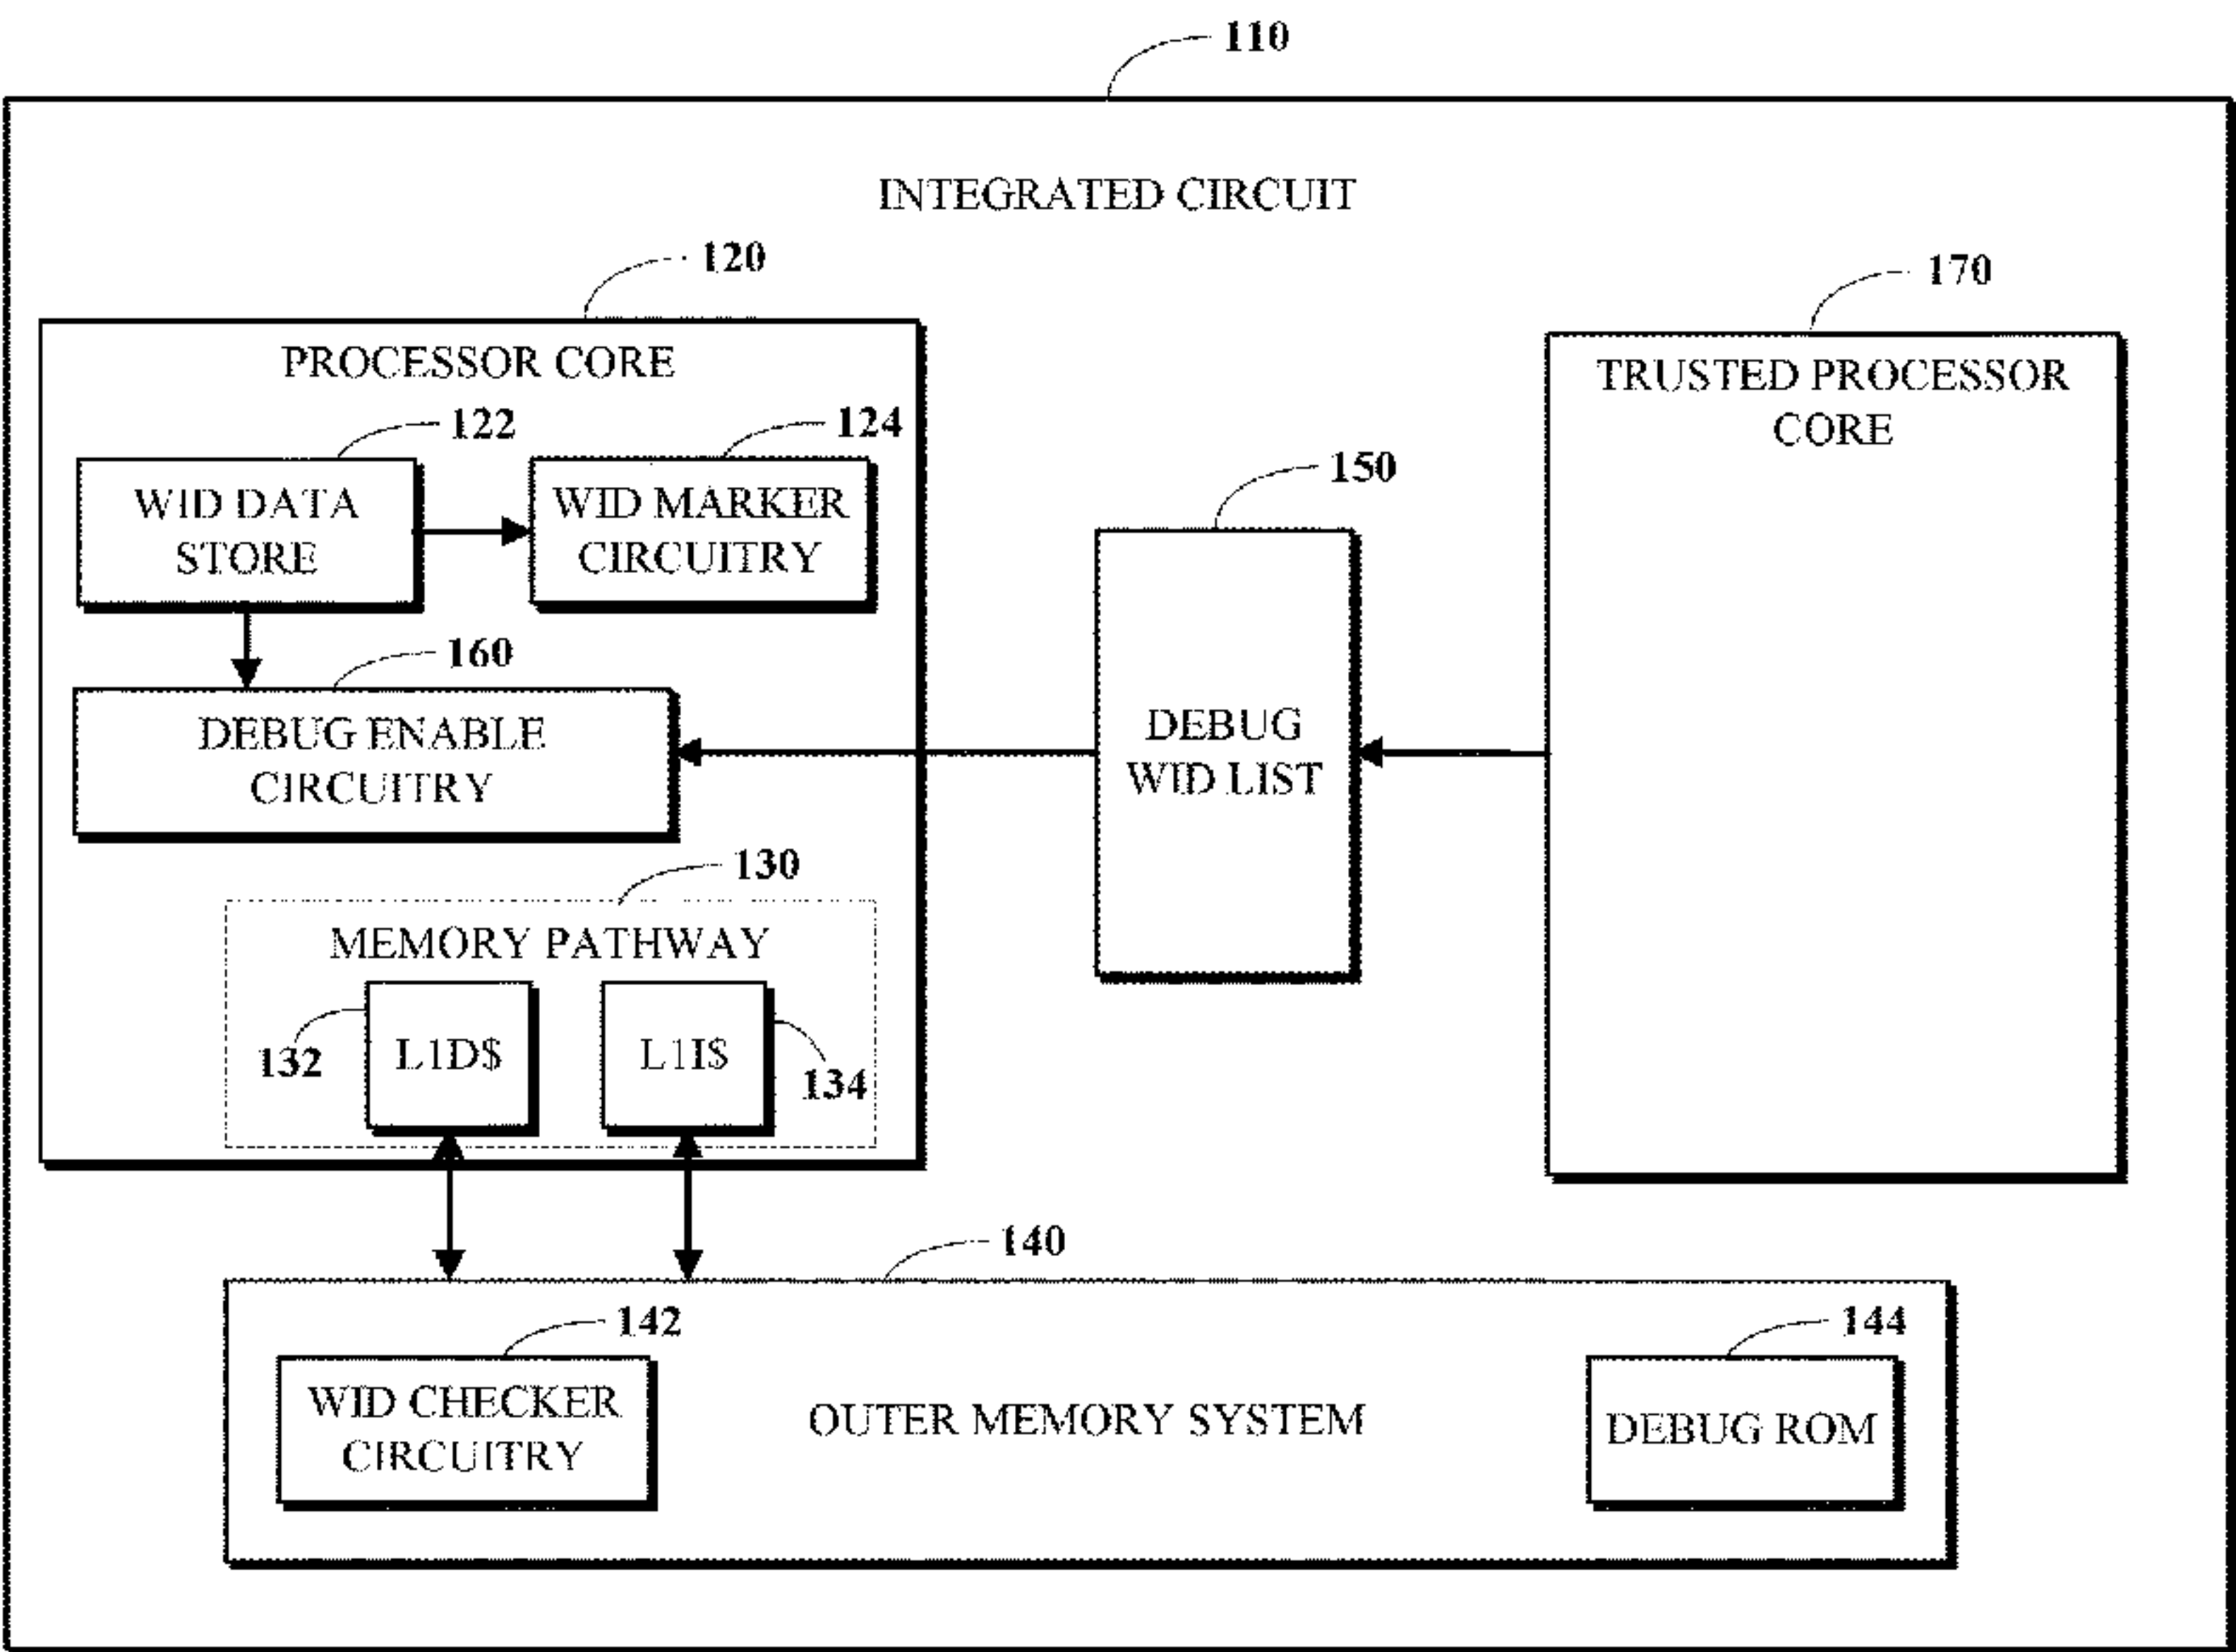 110
INTEGRATED CIRCUIT
120
170
PROCESSOR CORE
TRUSTED PROCESSOR
CORE
122
124
150
WID DATA
STORE
WID MARKER
CIRCUITRY
160
DEBUG ENABLE
CIRCUITRY
DEBUG
WID LIST
130
MEMORY PATHWAY
132
L1D$
L1I$
134
140
142
144
WID CHECKER
CIRCUITRY
OUTER MEMORY SYSTEM
DEBUG ROM